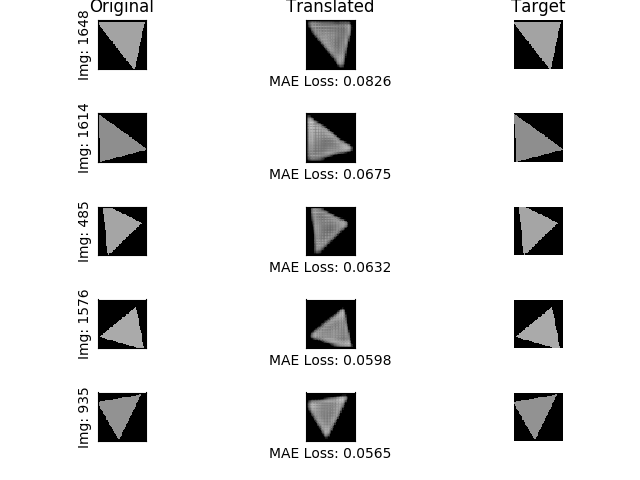 Original Translated Target
Img: 1648
MAE Loss: 0.0826
Img: 1614
MAE Loss: 0.0675
Img: 485
MAE Loss: 0.0632
Img: 1576
MAE Loss: 0.0598
Img: 935
MAE Loss: 0.0565